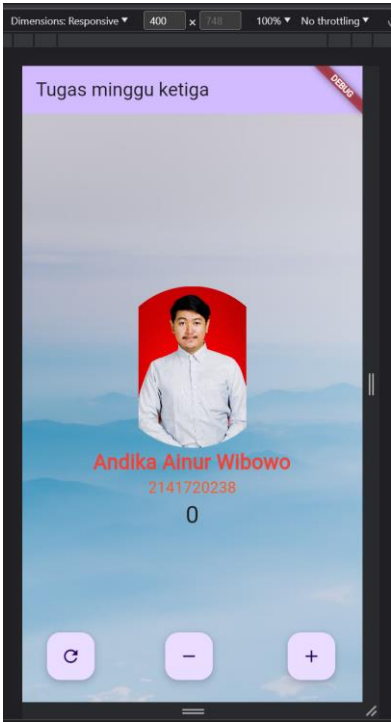 Dimensions: Responsive ▼ 400 × 748 100% ▼ No throttling ▼
Tugas minggu ketiga
DEBUG
Andika Ainur Wibowo
2141720238
0